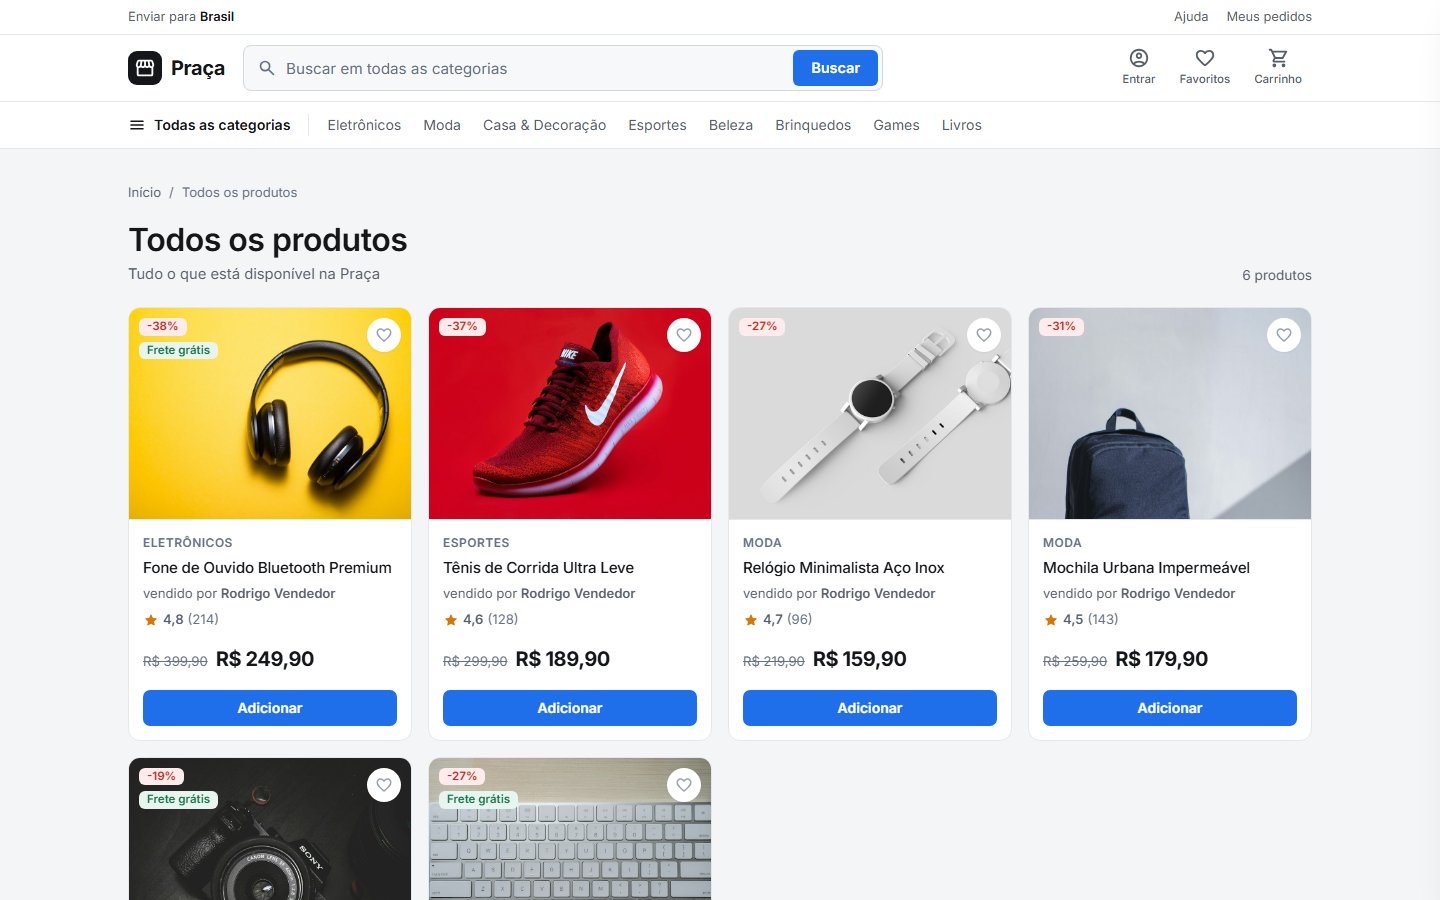 Enviar para Brasil
Ajuda
Meus pedidos
Praça
Buscar em todas as categorias
Buscar
Entrar
Favoritos
Carrinho
Todas as categorias
Eletrônicos
Moda
Casa & Decoração
Esportes
Beleza
Brinquedos
Games
Livros
Início / Todos os produtos
Todos os produtos
Tudo o que está disponível na Praça
6 produtos
-38%
Frete grátis
ELETRÔNICOS
Fone de Ouvido Bluetooth Premium
vendido por Rodrigo Vendedor
4,8 (214)
R$ 399,90 R$ 249,90
Adicionar
-37%
NIKE
ESPORTES
Tênis de Corrida Ultra Leve
vendido por Rodrigo Vendedor
4,6 (128)
R$ 299,90 R$ 189,90
Adicionar
-27%
MODA
Relógio Minimalista Aço Inox
vendido por Rodrigo Vendedor
4,7 (96)
R$ 219,90 R$ 159,90
Adicionar
-31%
MODA
Mochila Urbana Impermeável
vendido por Rodrigo Vendedor
4,5 (143)
R$ 259,90 R$ 179,90
Adicionar
-19%
Frete grátis
SONY
CANON LENS
-27%
Frete grátis